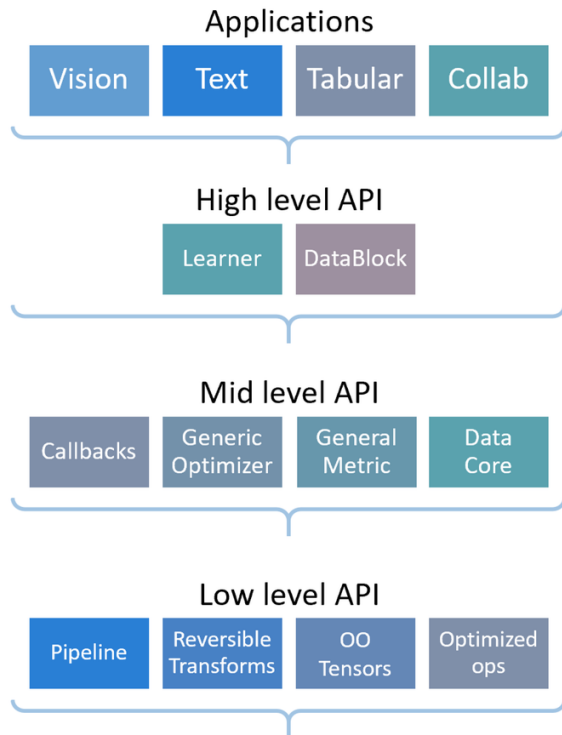 Applications
Vision
Text
Tabular
Collab
High level API
Learner
DataBlock
Mid level API
Callbacks
Generic
Optimizer
General
Metric
Data
Core
Low level API
Pipeline
Reversible
Transforms
OO
Tensors
Optimized
ops